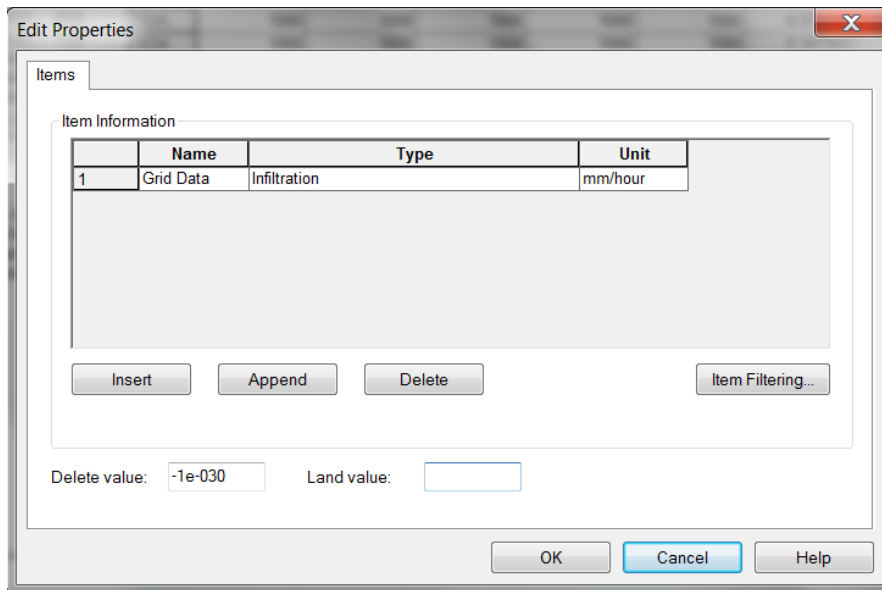 Edit Properties
X
Items
Item Information
Name Type Unit
1 Grid Data Infiltration mm/hour
Insert Append Delete Item Filtering...
Delete value: -1e-030 Land value:
OK Cancel Help